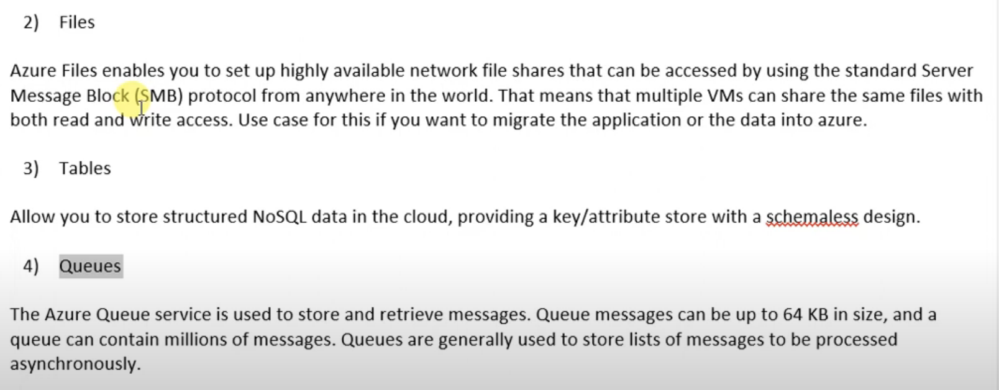 2) Files
Azure Files enables you to set up highly available network file shares that can be accessed by using the standard Server
Message Block (SMB) protocol from anywhere in the world. That means that multiple VMs can share the same files with
both read and write access. Use case for this if you want to migrate the application or the data into azure.
3) Tables
Allow you to store structured NoSQL data in the cloud, providing a key/attribute store with a schemaless design.
4) Queues
The Azure Queue service is used to store and retrieve messages. Queue messages can be up to 64 KB in size, and a
queue can contain millions of messages. Queues are generally used to store lists of messages to be processed
asynchronously.